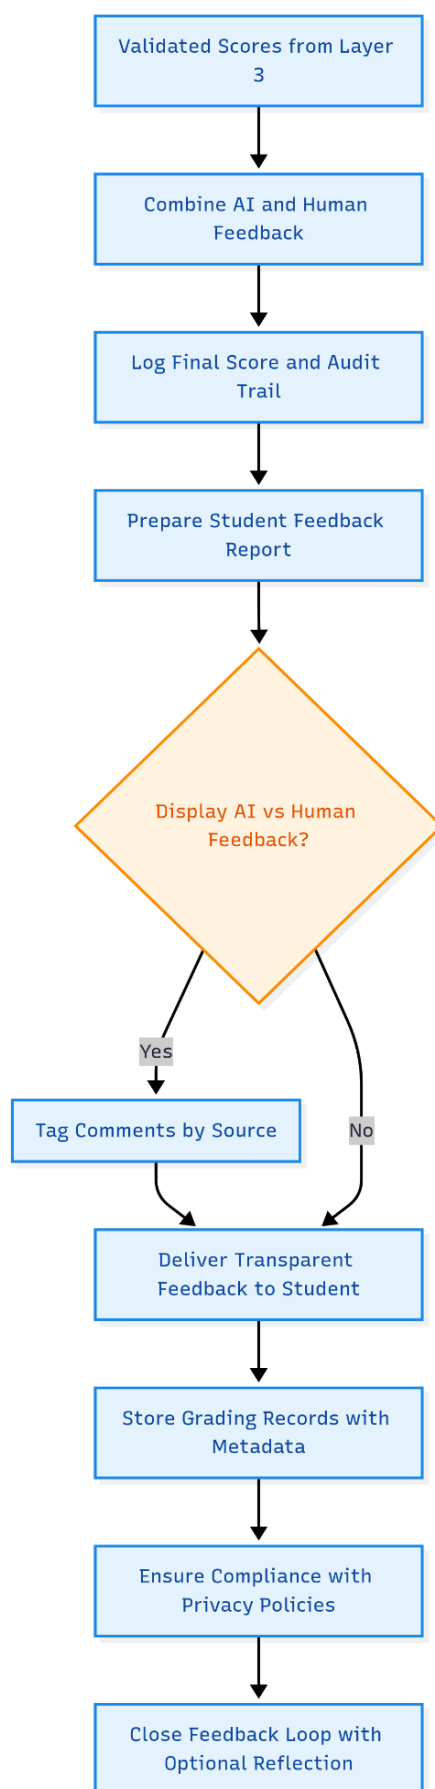 Validated Scores from Layer
3
Combine AI and Human
Feedback
Log Final Score and Audit
Trail
Prepare Student Feedback
Report
Display AI vs Human
Feedback?
Yes
Tag Comments by Source
No
Deliver Transparent
Feedback to Student
Store Grading Records with
Metadata
Ensure Compliance with
Privacy Policies
Close Feedback Loop with
Optional Reflection